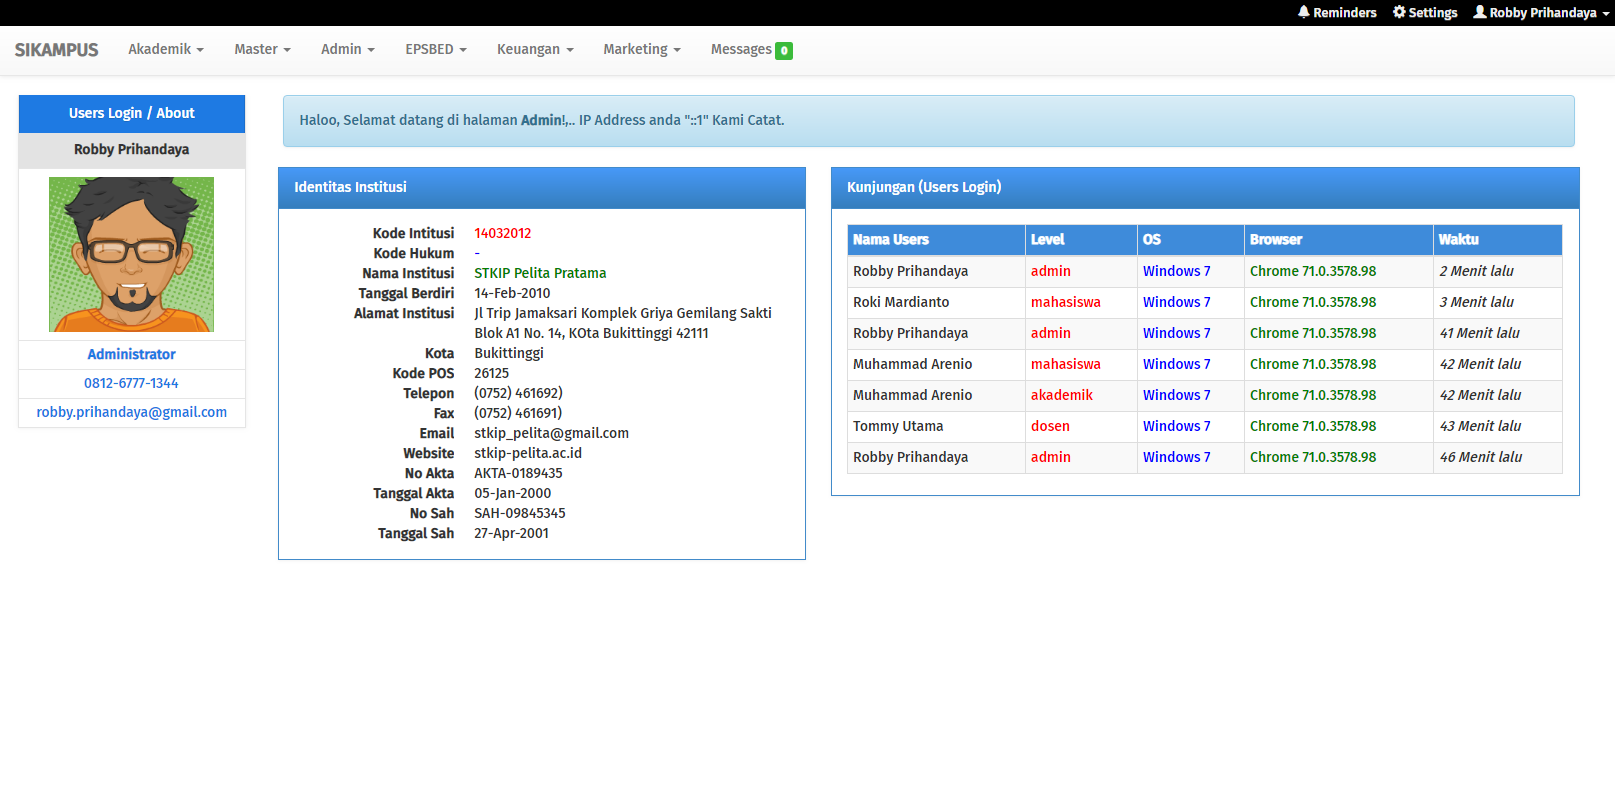 Reminders Settings Robby Prihandaya
SIKAMPUS Akademik Master Admin EPSBED Keuangan Marketing Messages 0
Users Login / About
Robby Prihandaya
Administrator
0812-6777-1344
robby.prihandaya@gmail.com
Haloo, Selamat datang di halaman Admin!,.. IP Address anda "::1" Kami Catat.
Identitas Institusi
Kode Intitusi 14032012
Kode Hukum -
Nama Institusi STKIP Pelita Pratama
Tanggal Berdiri 14-Feb-2010
Alamat Institusi Jl Trip Jamaksari Komplek Griya Gemilang Sakti
Blok A1 No. 14, KOta Bukittinggi 42111
Kota Bukittinggi
Kode POS 26125
Telepon (0752) 461692)
Fax (0752) 461691)
Email stkip_pelita@gmail.com
Website stkip-pelita.ac.id
No Akta AKTA-0189435
Tanggal Akta 05-Jan-2000
No Sah SAH-09845345
Tanggal Sah 27-Apr-2001
Kunjungan (Users Login)
Nama Users Level OS Browser Waktu
Robby Prihandaya admin Windows 7 Chrome 71.0.3578.98 2 Menit lalu
Roki Mardianto mahasiswa Windows 7 Chrome 71.0.3578.98 3 Menit lalu
Robby Prihandaya admin Windows 7 Chrome 71.0.3578.98 41 Menit lalu
Muhammad Arenio mahasiswa Windows 7 Chrome 71.0.3578.98 42 Menit lalu
Muhammad Arenio akademik Windows 7 Chrome 71.0.3578.98 42 Menit lalu
Tommy Utama dosen Windows 7 Chrome 71.0.3578.98 43 Menit lalu
Robby Prihandaya admin Windows 7 Chrome 71.0.3578.98 46 Menit lalu